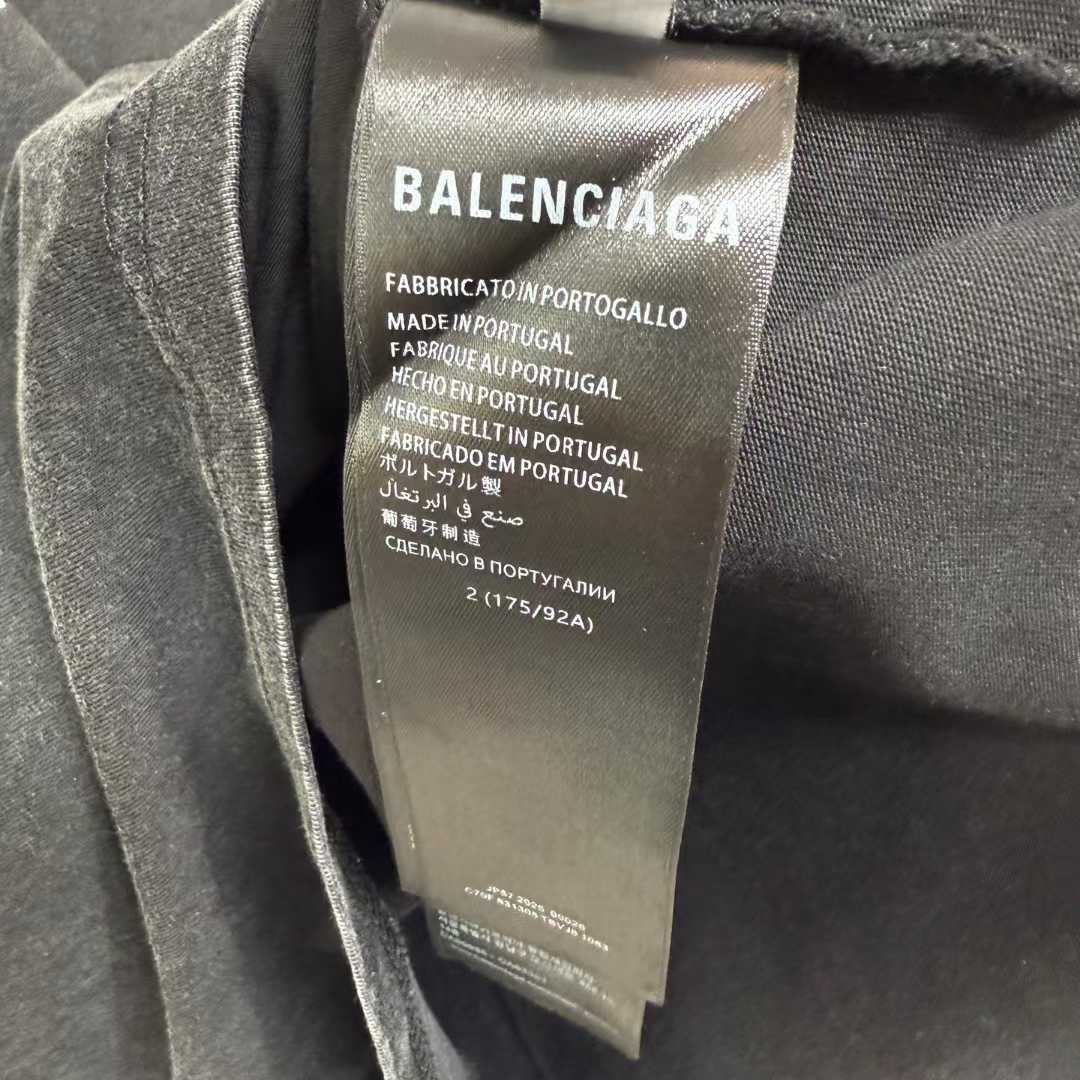 BALENCIAGA
FABBRICATO IN PORTOGALLO
MADE IN PORTUGAL
FABRIQUE AU PORTUGAL
HECHO EN PORTUGAL
HERGESTELLT IN PORTUGAL
FABRICADO EM PORTUGAL
ポルトガル製
صنع في البرتغال
葡萄牙制造
СДЕЛАНО В ПОРТУГАЛИИ
2 (175/92A)